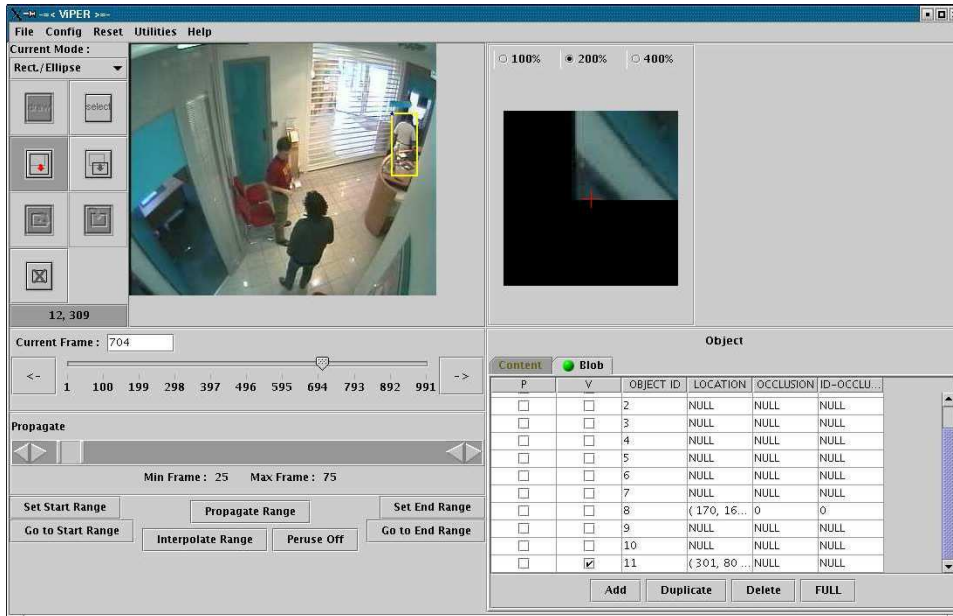 -=< ViPER >=-
File Config Reset Utilities Help
Current Mode :
Rect./Ellipse
draw select
12, 309
100% 200% 400%
Current Frame : 704
<- ->
1 100 199 298 397 496 595 694 793 892 991
Propagate
Min Frame : 25 Max Frame : 75
Set Start Range Propagate Range Set End Range
Go to Start Range Interpolate Range Peruse Off Go to End Range
Object
Content Blob
P V OBJECT ID LOCATION OCCLUSION ID-OCCLU...
2 NULL NULL NULL
3 NULL NULL NULL
4 NULL NULL NULL
5 NULL NULL NULL
6 NULL NULL NULL
7 NULL NULL NULL
8 ( 170, 16... 0 0
9 NULL NULL NULL
10 NULL NULL NULL
11 ( 301, 80 ... NULL NULL
Add Duplicate Delete FULL